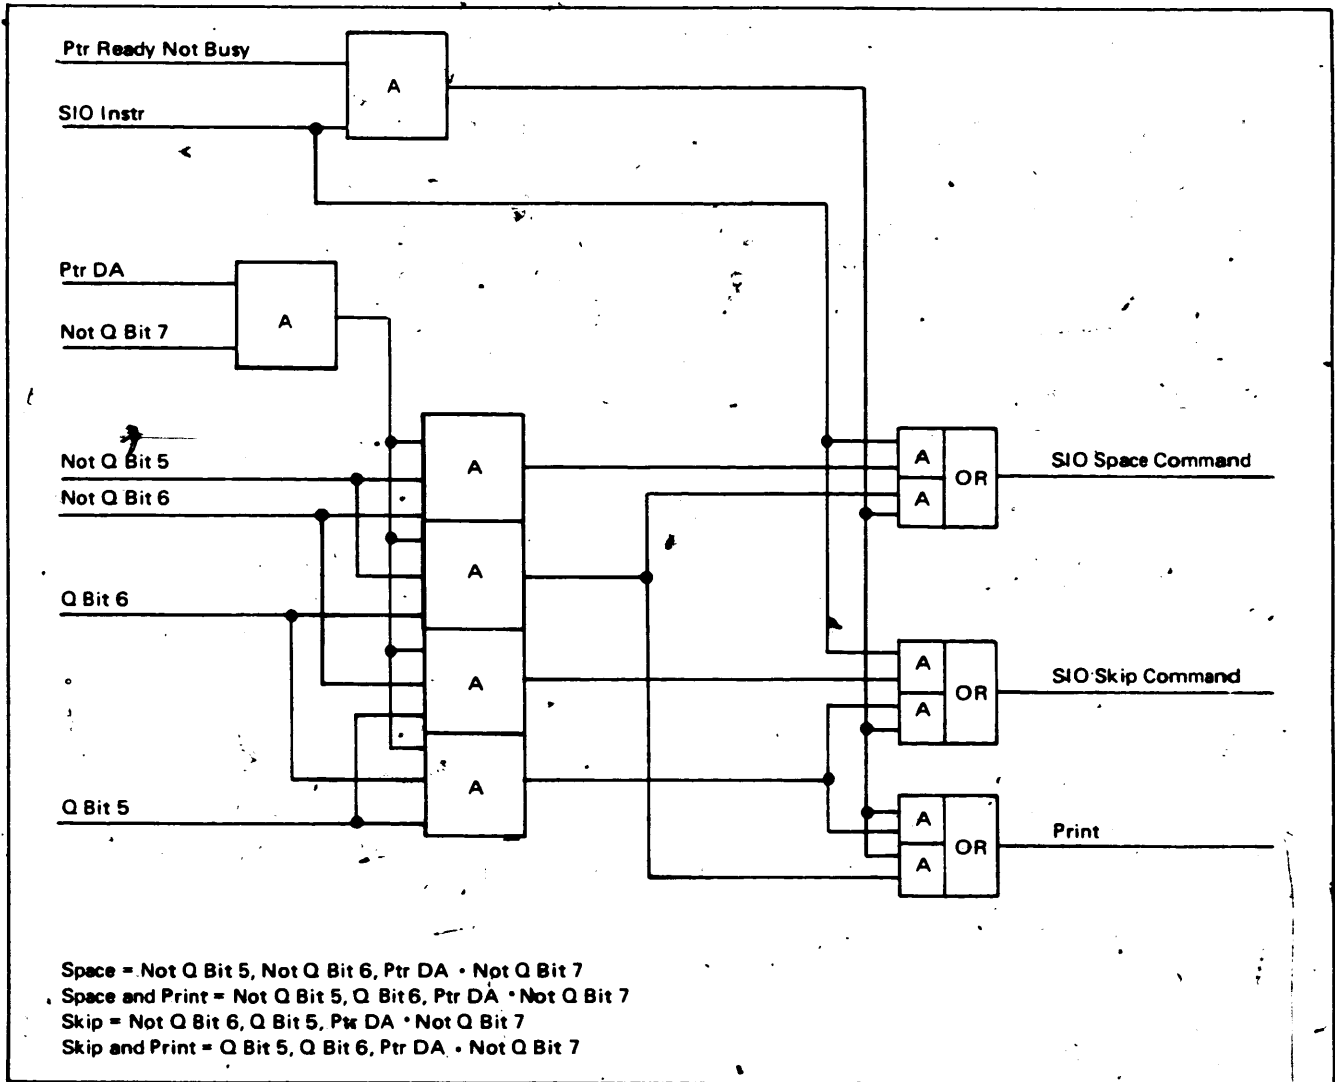 Ptr Ready Not Busy
A
SIO Instr
Ptr DA
A
Not Q Bit 7
Not Q Bit 5
A
A
OR
SIO Space Command
Not Q Bit 6
A
A
Q Bit 6
A
A
OR
SIO Skip Command
A
A
Q Bit 5
A
OR
Print
A
Space = Not Q Bit 5, Not Q Bit 6, Ptr DA • Not Q Bit 7
Space and Print = Not Q Bit 5, Q Bit 6, Ptr DA • Not Q Bit 7
Skip = Not Q Bit 6, Q Bit 5, Ptr DA • Not Q Bit 7
Skip and Print = Q Bit 5, Q Bit 6, Ptr DA • Not Q Bit 7